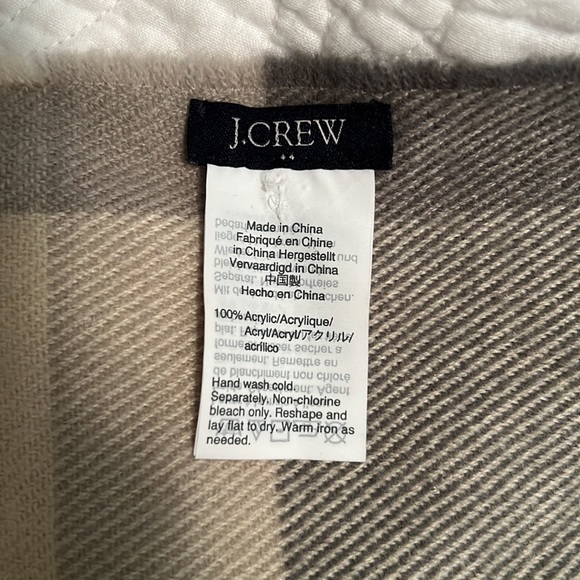 J.CREW
Made in China
Fabriqué en Chine
in China Hergestellt
Vervaardigd in China
中国製
Hecho en China
100% Acrylic/Acrylique/
Acryl/Acryl/アクリル/
acrílico
Hand wash cold.
Separately. Non-chlorine
bleach only. Reshape and
lay flat to dry. Warm iron as
needed.